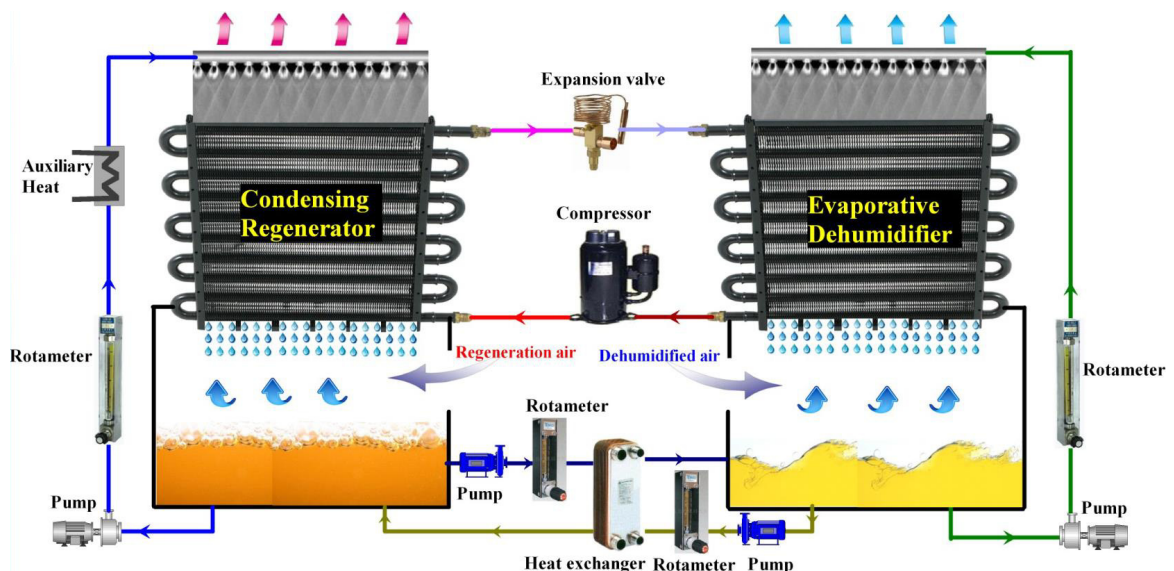 Expansion valve
Auxiliary
Heat
Condensing
Regenerator
Compressor
Evaporative
Dehumidifier
Rotameter
Regeneration air
Dehumidified air
Rotameter
Rotameter
Pump
Pump
Pump
Heat exchanger
Rotameter
Pump